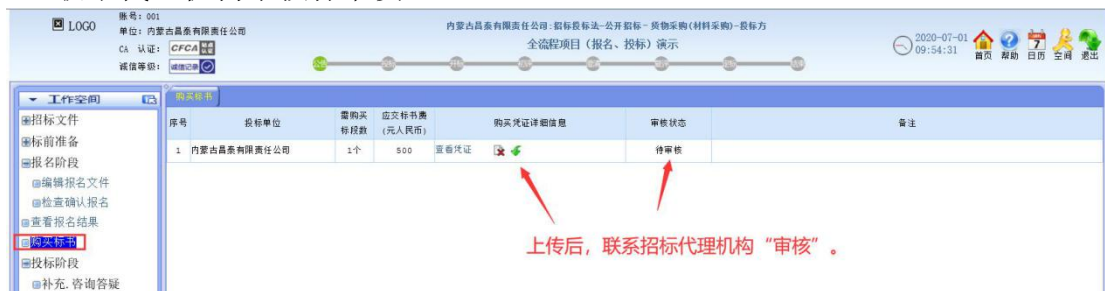 LOGO
账号: 001
单位: 内蒙古昌泰有限责任公司
CA 认证: CFCA
诚信等级: 诚信记录
内蒙古昌泰有限责任公司:招标投标法-公开招标-货物采购(材料采购)-投标方
全流程项目（报名、投标）演示
2020-07-01
09:54:31
首页 帮助 日历 空间 退出
工作空间
招标文件
标前准备
报名阶段
编辑报名文件
检查确认报名
查看报名结果
购买标书
投标阶段
补充.咨询答疑
购买标书
序号 投标单位 需购买标段数 应交标书费(元人民币) 购买凭证详细信息 审核状态 备注
1 内蒙古昌泰有限责任公司 1个 500 查看凭证 待审核
上传后，联系招标代理机构“审核”。